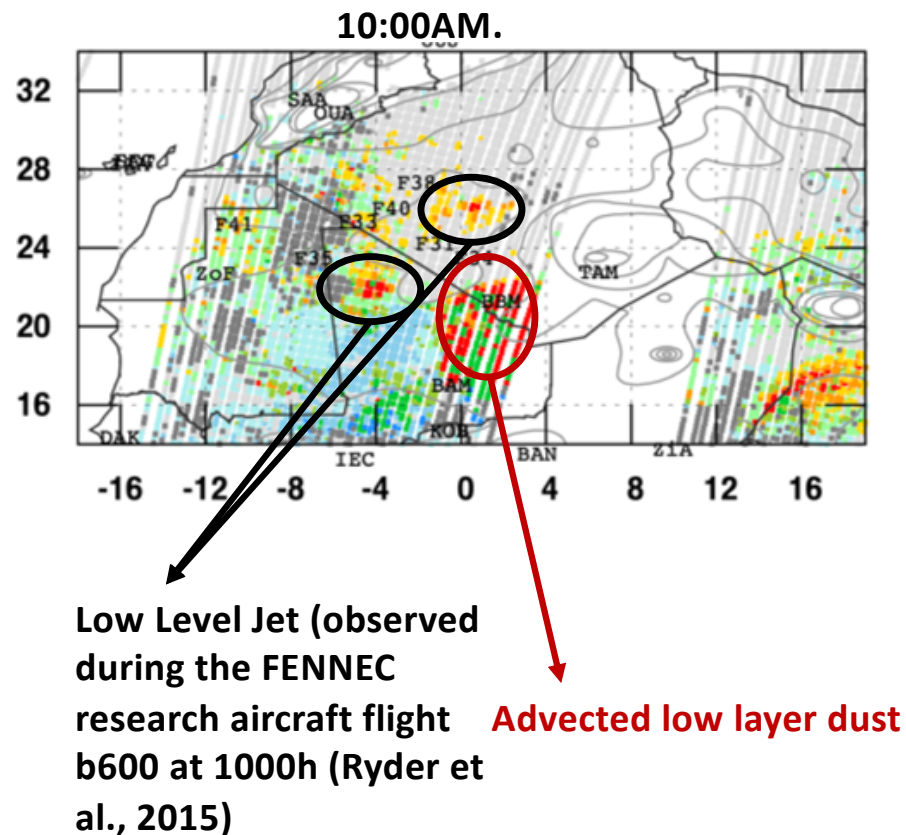 10:00AM.
32
SAA
OUA
28
F38
F40
F33
F41
F31
24
F35
ZoF
TAM
BBM
20
BAM
16
KOB
DAK
IEC
BAN
ZiA
-16 -12 -8 -4 0 4 8 12 16
Low Level Jet (observed
during the FENNEC
research aircraft flight
b600 at 1000h (Ryder et
al., 2015)
Advected low layer dust